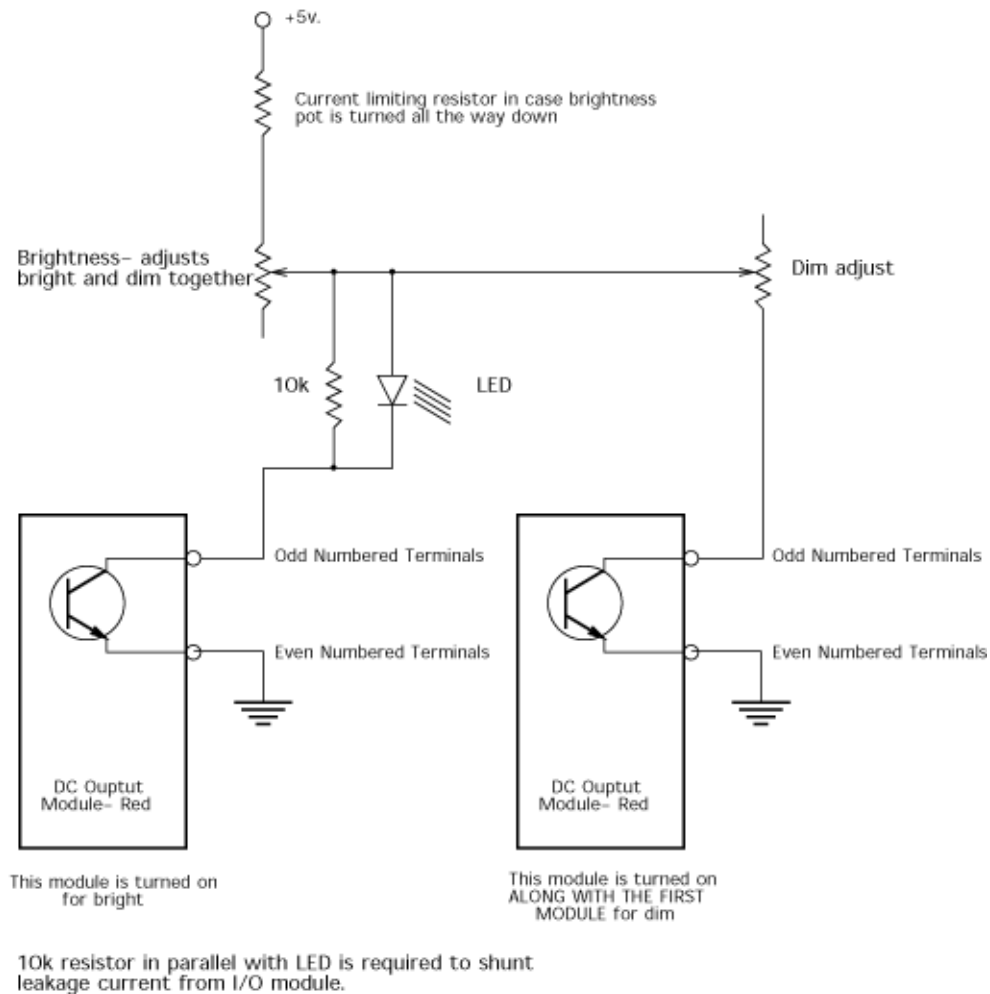 +5v.
Current limiting resistor in case brightness
pot is turned all the way down
Brightness- adjusts
bright and dim together
Dim adjust
10k
LED
Odd Numbered Terminals
Odd Numbered Terminals
Even Numbered Terminals
Even Numbered Terminals
DC Ouptut
Module- Red
DC Ouptut
Module- Red
This module is turned on
for bright
This module is turned on
ALONG WITH THE FIRST
MODULE for dim
10k resistor in parallel with LED is required to shunt
leakage current from I/O module.